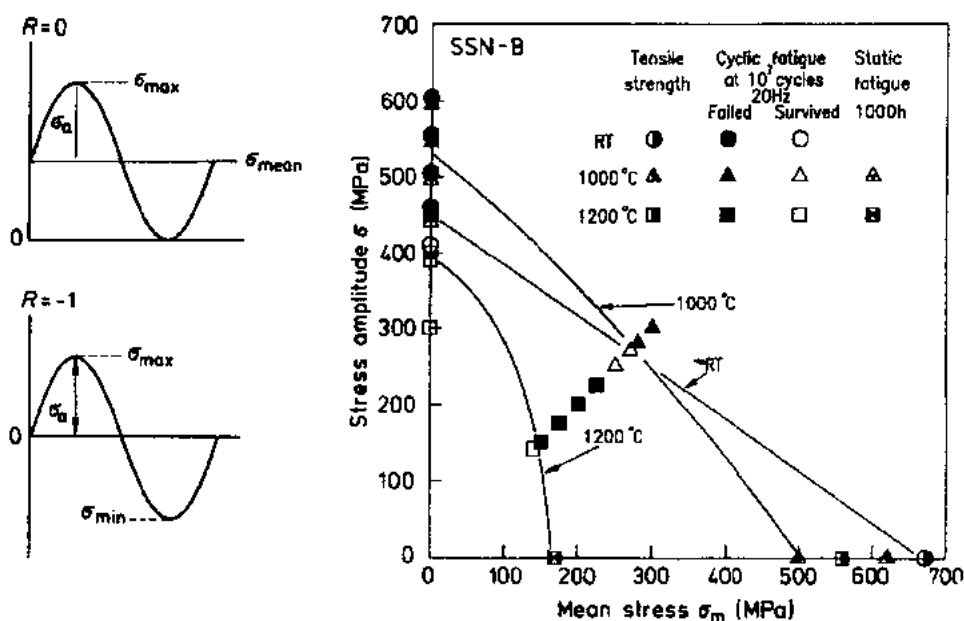 R=0
σmax
σa
σmean
0
R=-1
σmax
σa
0
σmin
SSN-B
Tensile strength
Cyclic fatigue at 10⁷ cycles 20Hz
Static fatigue 1000h
Failed Survived
RT
1000°C
1200°C
700
600
500
400
300
200
100
0
Stress amplitude σ (MPa)
1000°C
RT
1200°C
0 100 200 300 400 500 600 700
Mean stress σm (MPa)